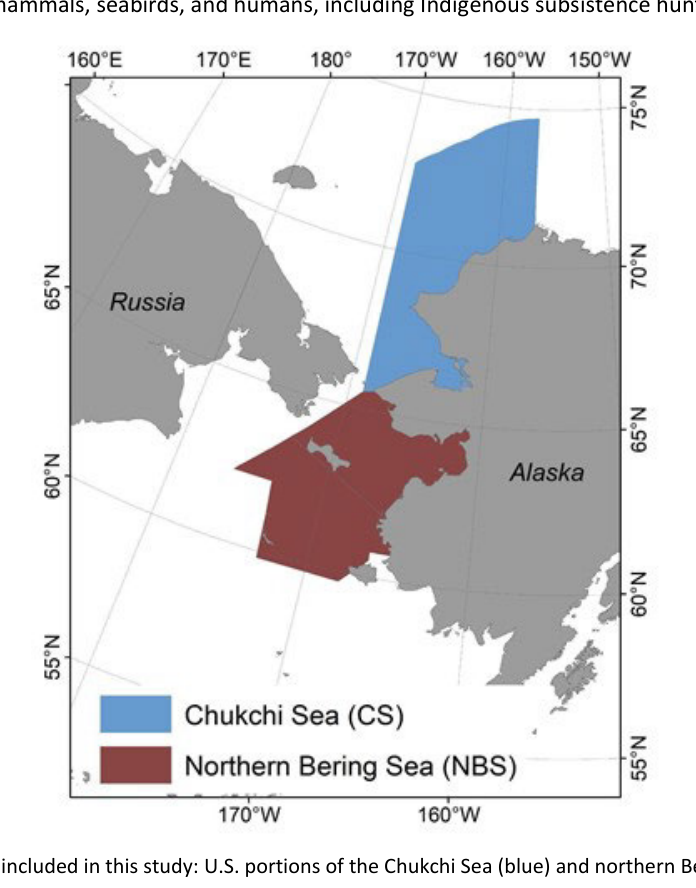 mammals, seabirds, and humans, including Indigenous subsistence hun
160°E 170°E 180° 170°W 160°W 150°W
75°N
70°N
65°N
Russia
65°N
60°N
Alaska
60°N
55°N
Chukchi Sea (CS)
Northern Bering Sea (NBS)
55°N
170°W 160°W
included in this study: U.S. portions of the Chukchi Sea (blue) and northern Be